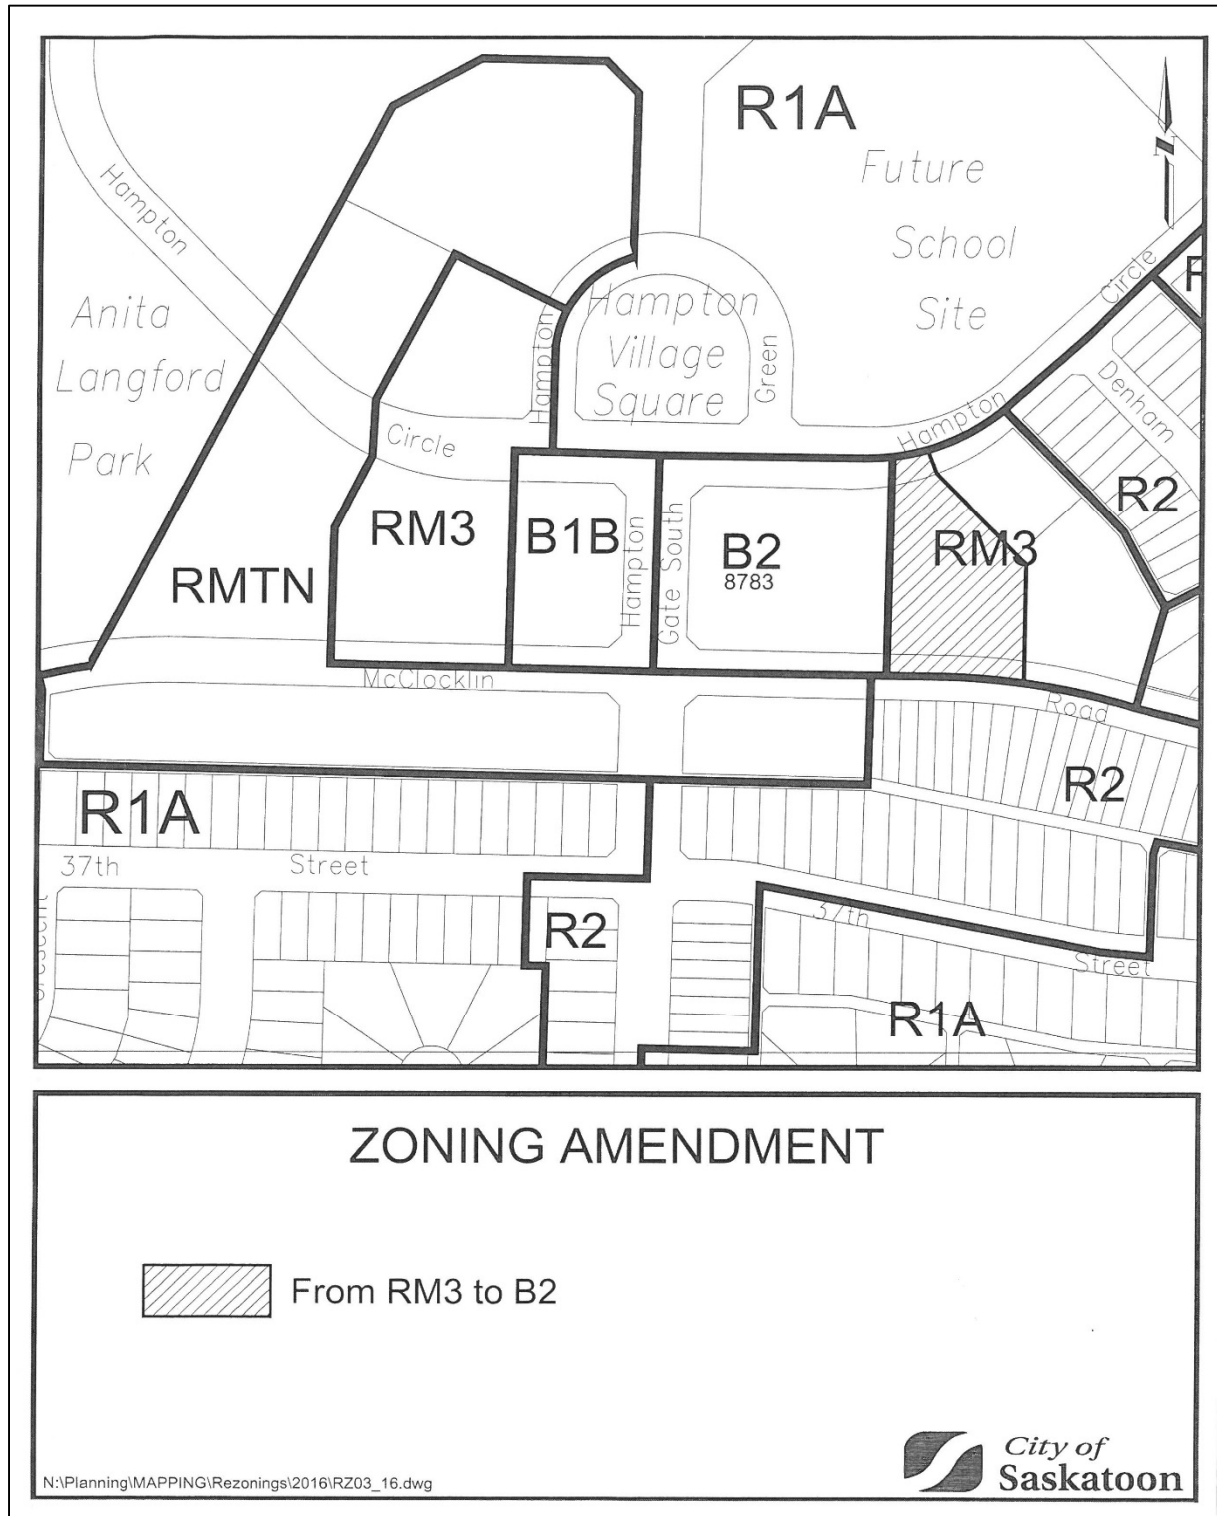 R1A
Future
School
Site
N
Hampton
Circle
Anita
Langford
Park
Hampton
Village
Square
Hampton
Green
Circle
Hampton
Denham
R2
RM3
B1B
B2
8783
RM3
RMTN
Hampton
Gate South
McClocklin
Road
R1A
R2
37th
Street
R2
37th
Street
R1A
ZONING AMENDMENT
From RM3 to B2
N:\Planning\MAPPING\Rezonings\2016\RZ03_16.dwg
City of
Saskatoon